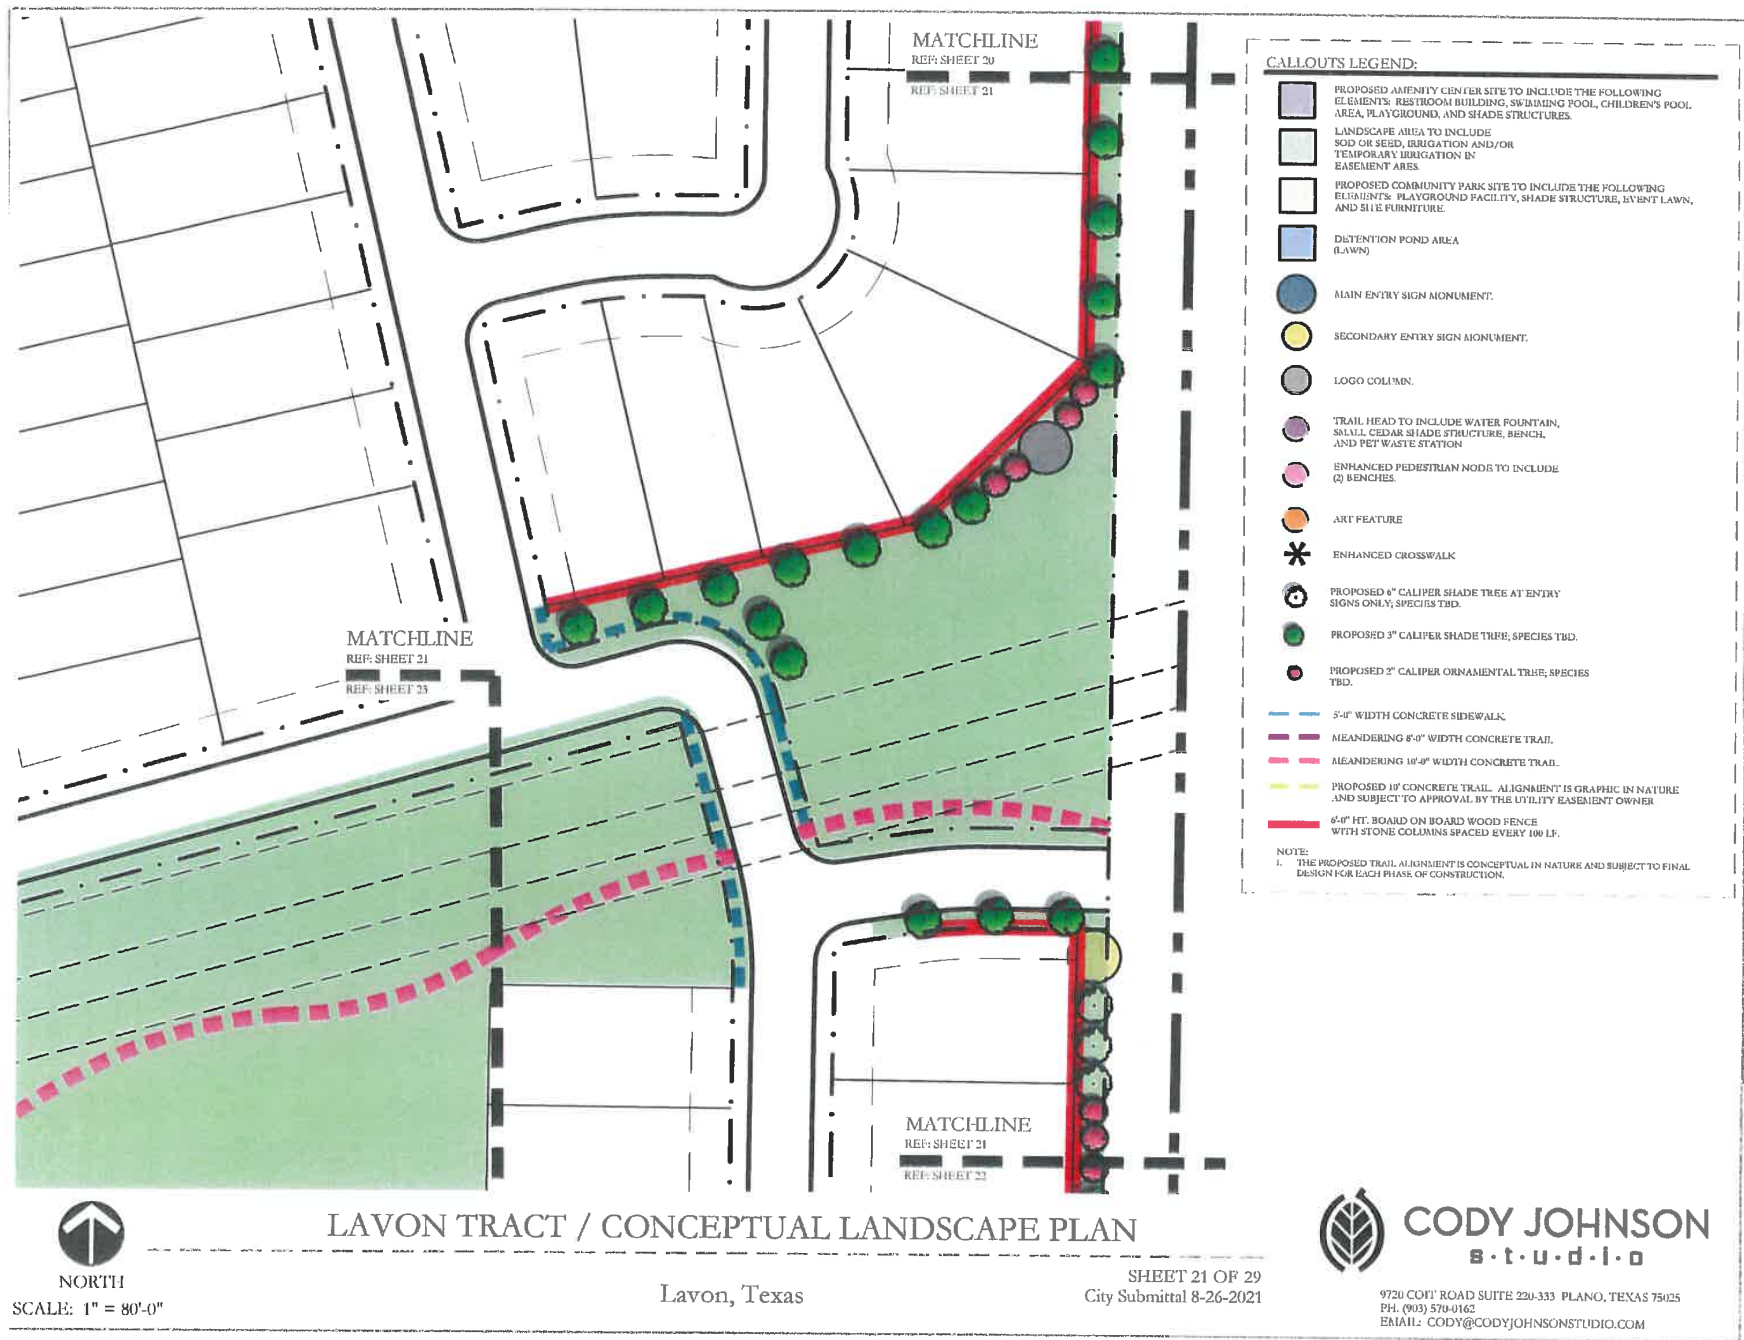 MATCHLINE
REF: SHEET 20
REF: SHEET 21
CALLOUTS LEGEND:
PROPOSED AMENITY CENTER SITE TO INCLUDE THE FOLLOWING
ELEMENTS: RESTROOM BUILDING, SWIMMING POOL, CHILDREN'S POOL
AREA, PLAYGROUND, AND SHADE STRUCTURES.
LANDSCAPE AREA TO INCLUDE
SOD OR SEED, IRRIGATION AND/OR
TEMPORARY IRRIGATION IN
EASEMENT ARES.
PROPOSED COMMUNITY PARK SITE TO INCLUDE THE FOLLOWING
ELEMENTS: PLAYGROUND FACILITY, SHADE STRUCTURE, EVENT LAWN,
AND SITE FURNITURE.
DETENTION POND AREA
(LAWN)
MAIN ENTRY SIGN MONUMENT.
SECONDARY ENTRY SIGN MONUMENT.
LOGO COLUMN.
TRAIL HEAD TO INCLUDE WATER FOUNTAIN,
SMALL CEDAR SHADE STRUCTURE, BENCH,
AND PET WASTE STATION
ENHANCED PEDESTRIAN NODE TO INCLUDE
(2) BENCHES.
ART FEATURE
ENHANCED CROSSWALK
PROPOSED 6" CALIPER SHADE TREE AT ENTRY
SIGNS ONLY; SPECIES TBD.
PROPOSED 3" CALIPER SHADE TREE; SPECIES TBD.
PROPOSED 2" CALIPER ORNAMENTAL TREE; SPECIES
TBD.
5'-0" WIDTH CONCRETE SIDEWALK
MEANDERING 8'-0" WIDTH CONCRETE TRAIL.
MEANDERING 10'-0" WIDTH CONCRETE TRAIL.
PROPOSED 10' CONCRETE TRAIL. ALIGNMENT IS GRAPHIC IN NATURE
AND SUBJECT TO APPROVAL BY THE UTILITY EASEMENT OWNER
6'-0" HT. BOARD ON BOARD WOOD FENCE
WITH STONE COLUMNS SPACED EVERY 100 LF.
NOTE:
1. THE PROPOSED TRAIL ALIGNMENT IS CONCEPTUAL IN NATURE AND SUBJECT TO FINAL
DESIGN FOR EACH PHASE OF CONSTRUCTION.
MATCHLINE
REF: SHEET 21
REF: SHEET 23
MATCHLINE
REF: SHEET 21
REF: SHEET 22
NORTH
SCALE: 1" = 80'-0"
LAVON TRACT / CONCEPTUAL LANDSCAPE PLAN
Lavon, Texas
SHEET 21 OF 29
City Submittal 8-26-2021
CODY JOHNSON
s·t·u·d·i·o
9720 COIT ROAD SUITE 220-333 PLANO, TEXAS 75025
PH. (903) 570-0162
EMAIL: CODY@CODYJOHNSONSTUDIO.COM